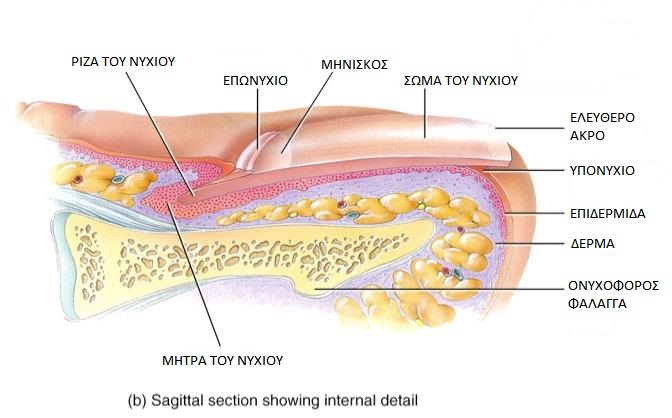 ΡΙΖΑ ΤΟΥ ΝΥΧΙΟΥ
ΕΠΩΝΥΧΙΟ
ΜΗΝΙΣΚΟΣ
ΣΩΜΑ ΤΟΥ ΝΥΧΙΟΥ
ΕΛΕΥΘΕΡΟ
ΑΚΡΟ
ΥΠΟΝΥΧΙΟ
ΕΠΙΔΕΡΜΙΔΑ
ΔΕΡΜΑ
ΟΝΥΧΟΦΟΡΟΣ
ΦΑΛΑΓΓΑ
ΜΗΤΡΑ ΤΟΥ ΝΥΧΙΟΥ
(b) Sagittal section showing internal detail